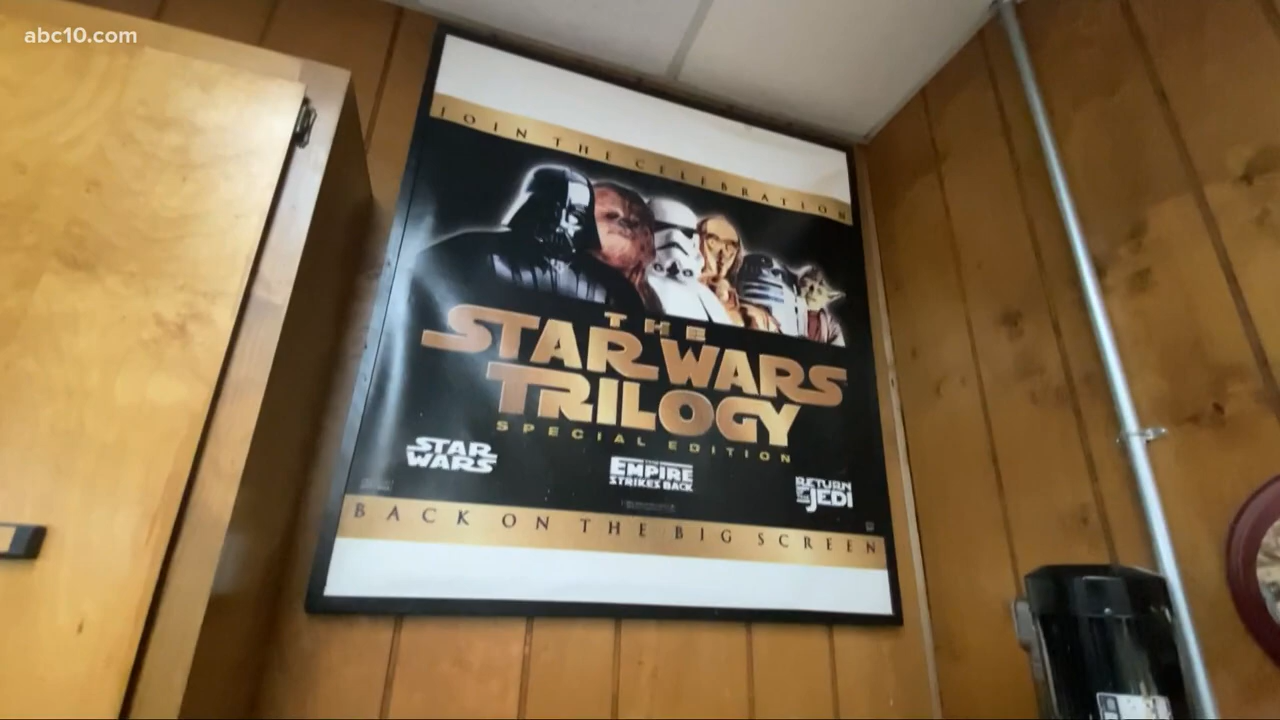 abc10.com
JOIN THE CELEBRATION
THE
STAR WARS
TRILOGY
SPECIAL EDITION
STAR
WARS
EMPIRE
STRIKES BACK
RETURN
OF THE
JEDI
BACK ON THE BIG SCREEN